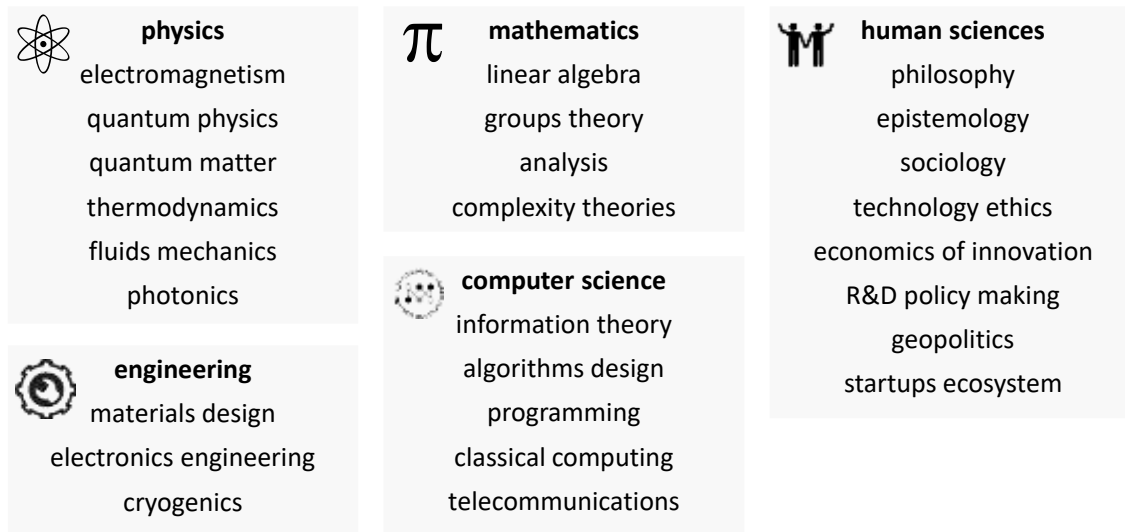 physics
electromagnetism
quantum physics
quantum matter
thermodynamics
fluids mechanics
photonics
engineering
materials design
electronics engineering
cryogenics
π
mathematics
linear algebra
groups theory
analysis
complexity theories
computer science
information theory
algorithms design
programming
classical computing
telecommunications
human sciences
philosophy
epistemology
sociology
technology ethics
economics of innovation
R&D policy making
geopolitics
startups ecosystem